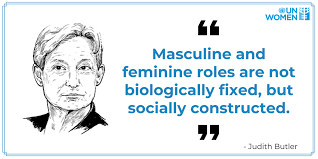 UN
WOMEN
“
Masculine and
feminine roles are not
biologically fixed, but
socially constructed.
”
- Judith Butler